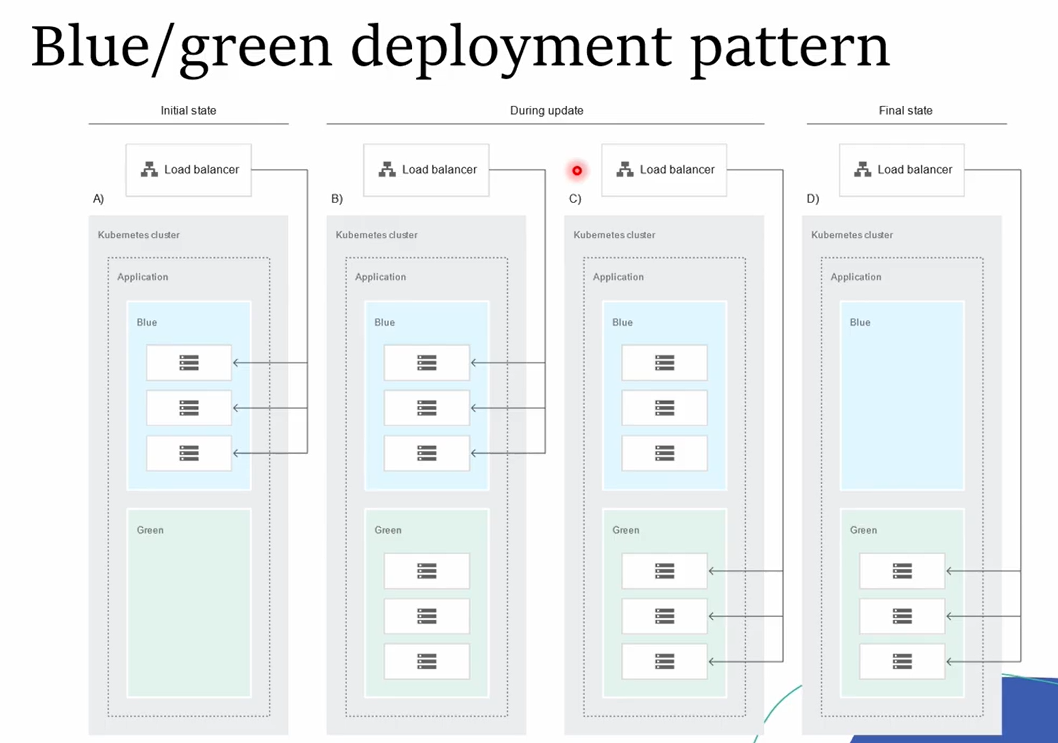 Blue/green deployment pattern
Initial state
During update
Final state
Load balancer
Load balancer
Load balancer
Load balancer
A)
B)
C)
D)
Kubernetes cluster
Kubernetes cluster
Kubernetes cluster
Kubernetes cluster
Application
Application
Application
Application
Blue
Blue
Blue
Blue
Green
Green
Green
Green